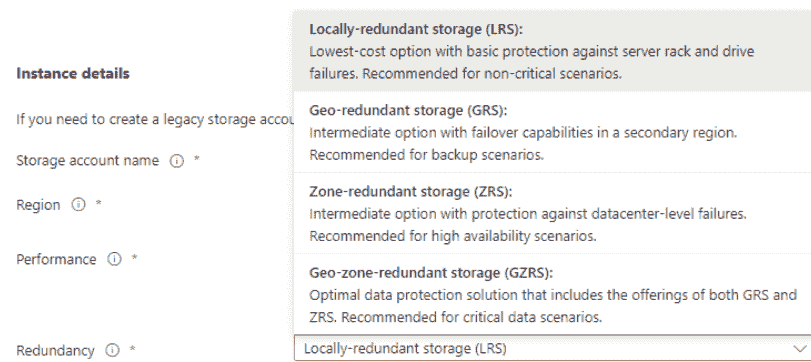 Locally-redundant storage (LRS):
Lowest-cost option with basic protection against server rack and drive
failures. Recommended for non-critical scenarios.
Instance details
Geo-redundant storage (GRS):
If you need to create a legacy storage
Intermediate option with failover capabilities in a secondary region.
Recommended for backup scenarios.
Storage account name *
Zone-redundant storage (ZRS):
Region *
Intermediate option with protection against datacenter-level failures.
Recommended for high availability scenarios.
Performance *
Geo-zone-redundant storage (GZRS):
Optimal data protection solution that includes the offerings of both GRS and
ZRS. Recommended for critical data scenarios.
Redundancy *
Locally-redundant storage (LRS)